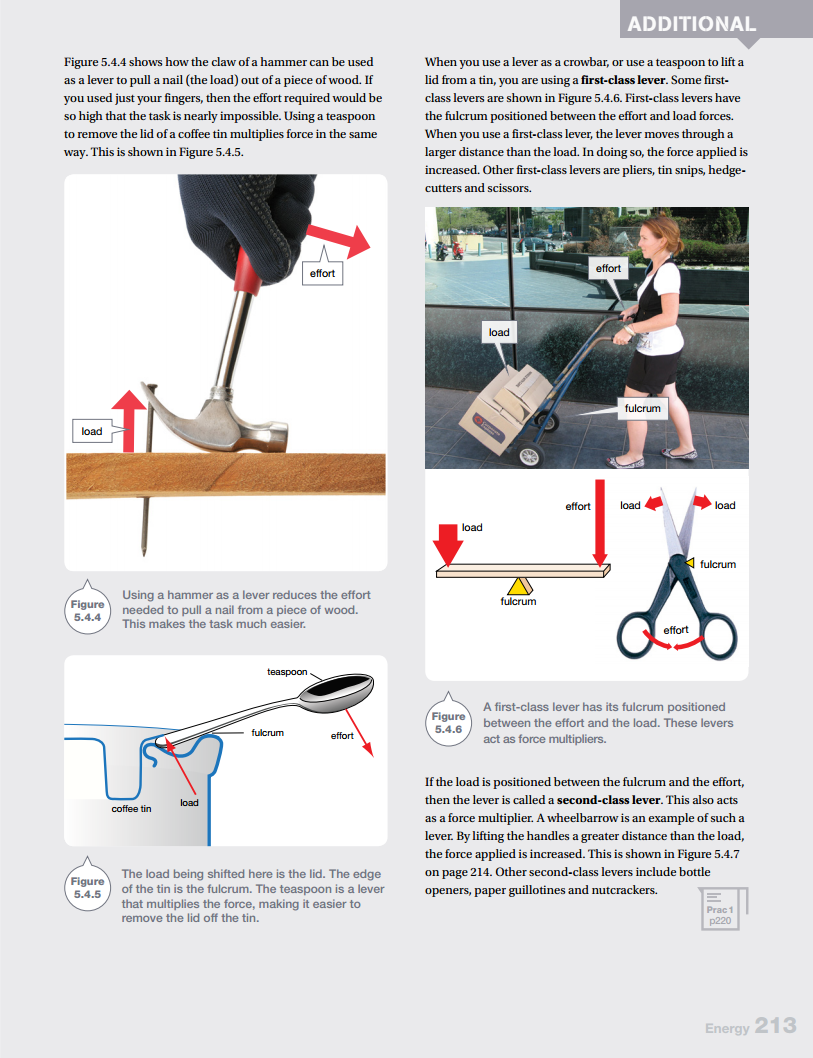 ADDITIONAL
Figure 5.4.4 shows how the claw of a hammer can be used
as a lever to pull a nail (the load) out of a piece of wood. If
you used just your fingers, then the effort required would be
so high that the task is nearly impossible. Using a teaspoon
to remove the lid of a coffee tin multiplies force in the same
way. This is shown in Figure 5.4.5.
effort
load
Figure
5.4.4
Using a hammer as a lever reduces the effort
needed to pull a nail from a piece of wood.
This makes the task much easier.
teaspoon
fulcrum
effort
load
coffee tin
Figure
5.4.5
The load being shifted here is the lid. The edge
of the tin is the fulcrum. The teaspoon is a lever
that multiplies the force, making it easier to
remove the lid off the tin.
When you use a lever as a crowbar, or use a teaspoon to lift a
lid from a tin, you are using a first-class lever. Some first-
class levers are shown in Figure 5.4.6. First-class levers have
the fulcrum positioned between the effort and load forces.
When you use a first-class lever, the lever moves through a
larger distance than the load. In doing so, the force applied is
increased. Other first-class levers are pliers, tin snips, hedge-
cutters and scissors.
effort
load
fulcrum
effort
load
fulcrum
load
load
fulcrum
effort
Figure
5.4.6
A first-class lever has its fulcrum positioned
between the effort and the load. These levers
act as force multipliers.
If the load is positioned between the fulcrum and the effort,
then the lever is called a second-class lever. This also acts
as a force multiplier. A wheelbarrow is an example of such a
lever. By lifting the handles a greater distance than the load,
the force applied is increased. This is shown in Figure 5.4.7
on page 214. Other second-class levers include bottle
openers, paper guillotines and nutcrackers.
Prac 1
p220
Energy 213